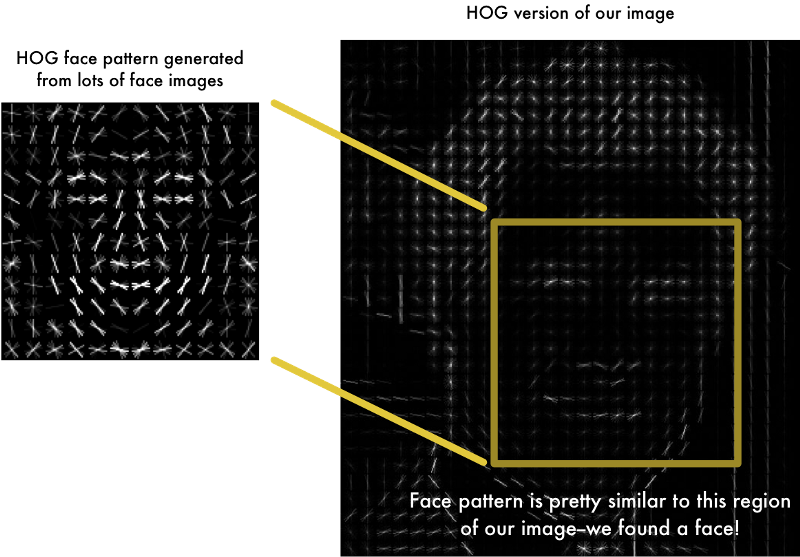 HOG version of our image
HOG face pattern generated
from lots of face images
Face pattern is pretty similar to this region
of our image–we found a face!